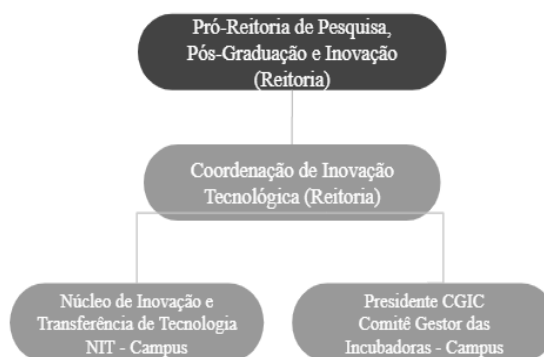 Pró-Reitoria de Pesquisa,
Pós-Graduação e Inovação
(Reitoria)
Coordenação de Inovação
Tecnológica (Reitoria)
Núcleo de Inovação e
Transferência de Tecnologia
NIT - Campus
Presidente CGIC
Comitê Gestor das
Incubadoras - Campus